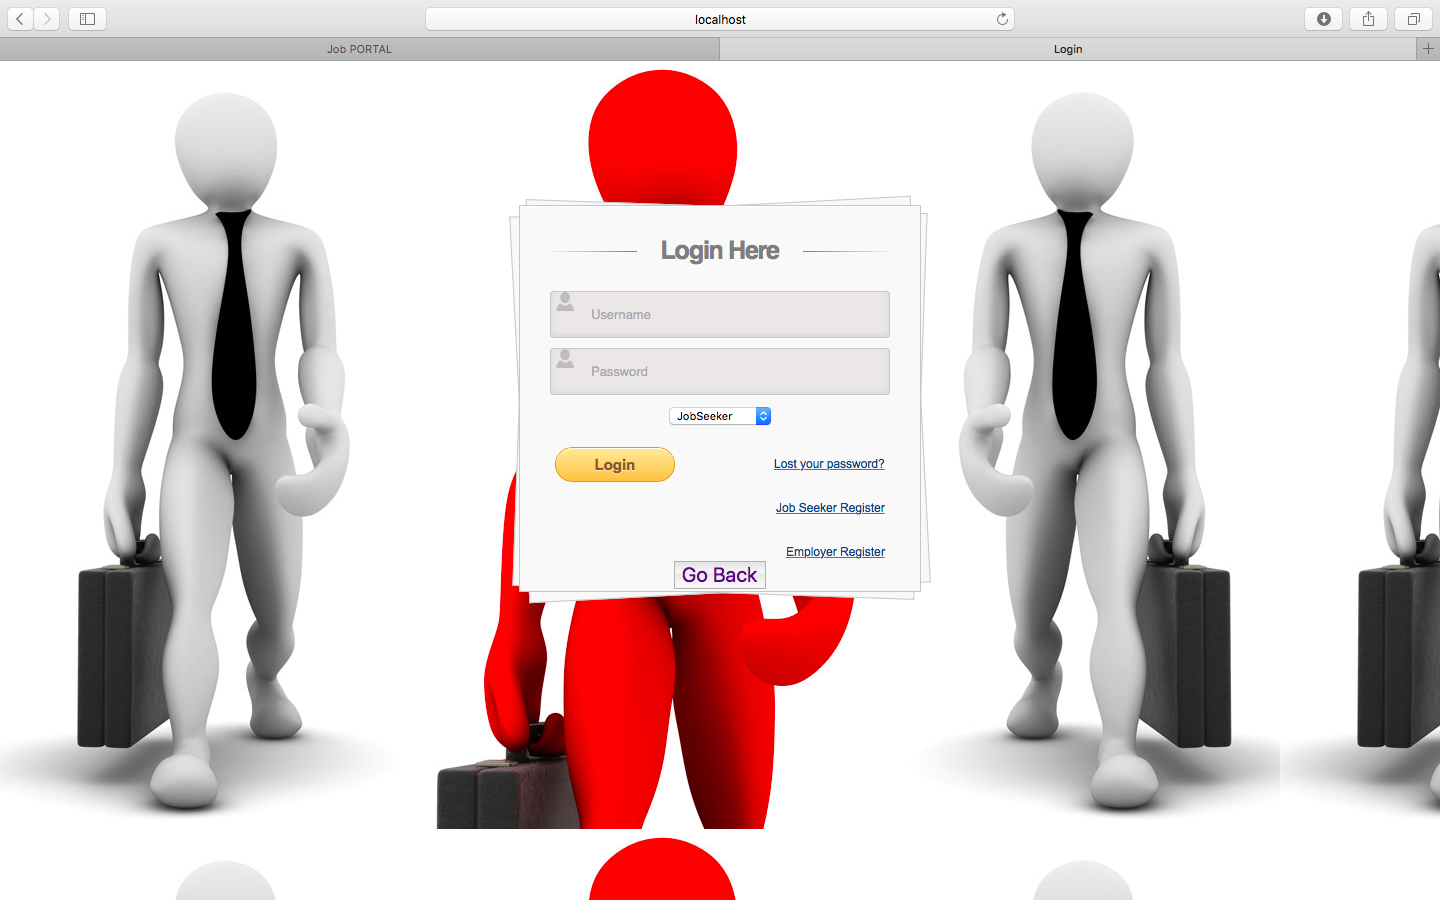 localhost
Job PORTAL
Login
Login Here
Username
Password
JobSeeker
Login
Lost your password?
Job Seeker Register
Employer Register
Go Back